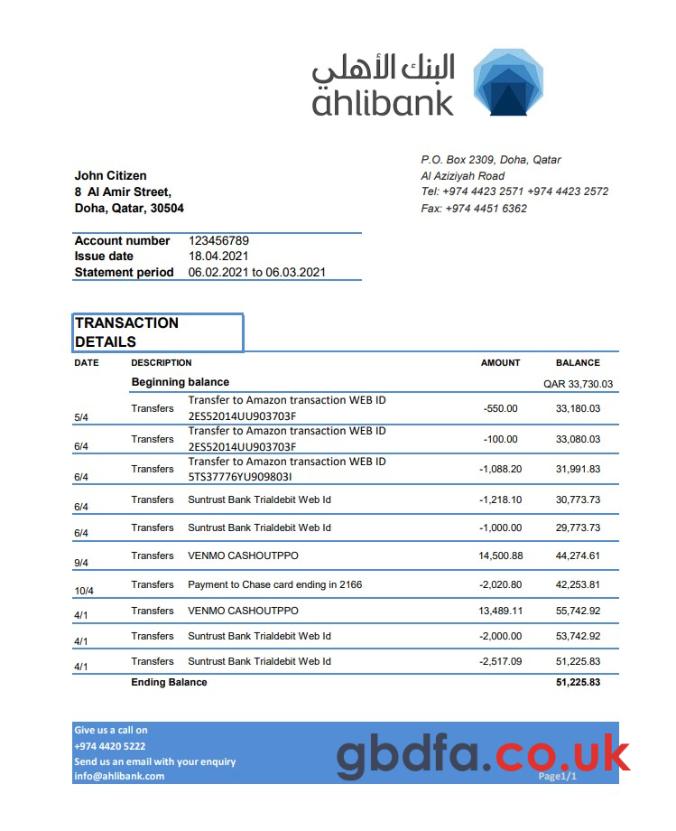 البنك الأهلي
ahlibank
P.O. Box 2309, Doha, Qatar
Al Aziziyah Road
Tel: +974 4423 2571 +974 4423 2572
Fax: +974 4451 6362
John Citizen
8 Al Amir Street,
Doha, Qatar, 30504
Account number 123456789
Issue date 18.04.2021
Statement period 06.02.2021 to 06.03.2021
TRANSACTION
DETAILS
DATE DESCRIPTION AMOUNT BALANCE
Beginning balance QAR 33,730.03
5/4 Transfers Transfer to Amazon transaction WEB ID
2ES52014UU903703F -550.00 33,180.03
6/4 Transfers Transfer to Amazon transaction WEB ID
2ES52014UU903703F -100.00 33,080.03
6/4 Transfers Transfer to Amazon transaction WEB ID
5TS37776YU909803I -1,088.20 31,991.83
6/4 Transfers Suntrust Bank Trialdebit Web Id -1,218.10 30,773.73
6/4 Transfers Suntrust Bank Trialdebit Web Id -1,000.00 29,773.73
9/4 Transfers VENMO CASHOUTPPO 14,500.88 44,274.61
10/4 Transfers Payment to Chase card ending in 2166 -2,020.80 42,253.81
4/1 Transfers VENMO CASHOUTPPO 13,489.11 55,742.92
4/1 Transfers Suntrust Bank Trialdebit Web Id -2,000.00 53,742.92
4/1 Transfers Suntrust Bank Trialdebit Web Id -2,517.09 51,225.83
Ending Balance 51,225.83
Give us a call on
+974 4420 5222
Send us an email with your enquiry
info@ahlibank.com
gbdfa.co.uk
Page1/1